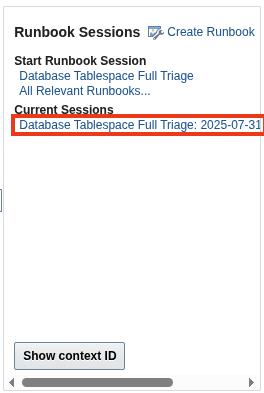 Runbook Sessions Create Runbook
Start Runbook Session
Database Tablespace Full Triage
All Relevant Runbooks...
Current Sessions
Database Tablespace Full Triage: 2025-07-31
Show context ID